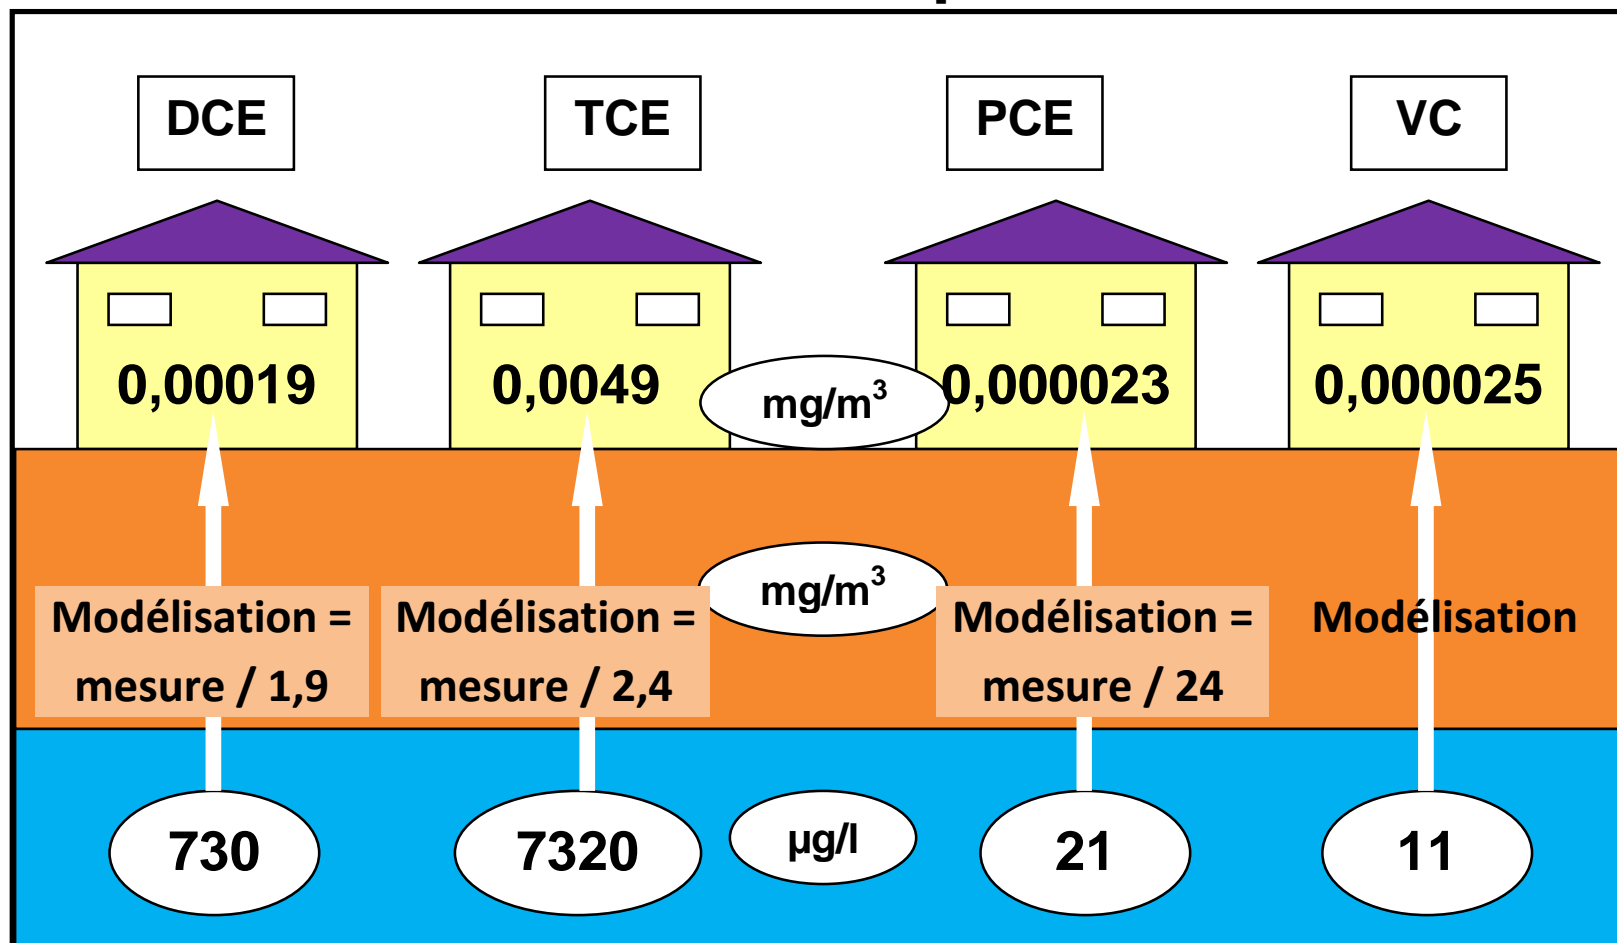 DCE
TCE
PCE
VC
0,00019
0,0049
mg/m³
0,000023
0,000025
mg/m³
Modélisation =
mesure / 1,9
Modélisation =
mesure / 2,4
Modélisation =
mesure / 24
Modélisation
730
7320
µg/l
21
11